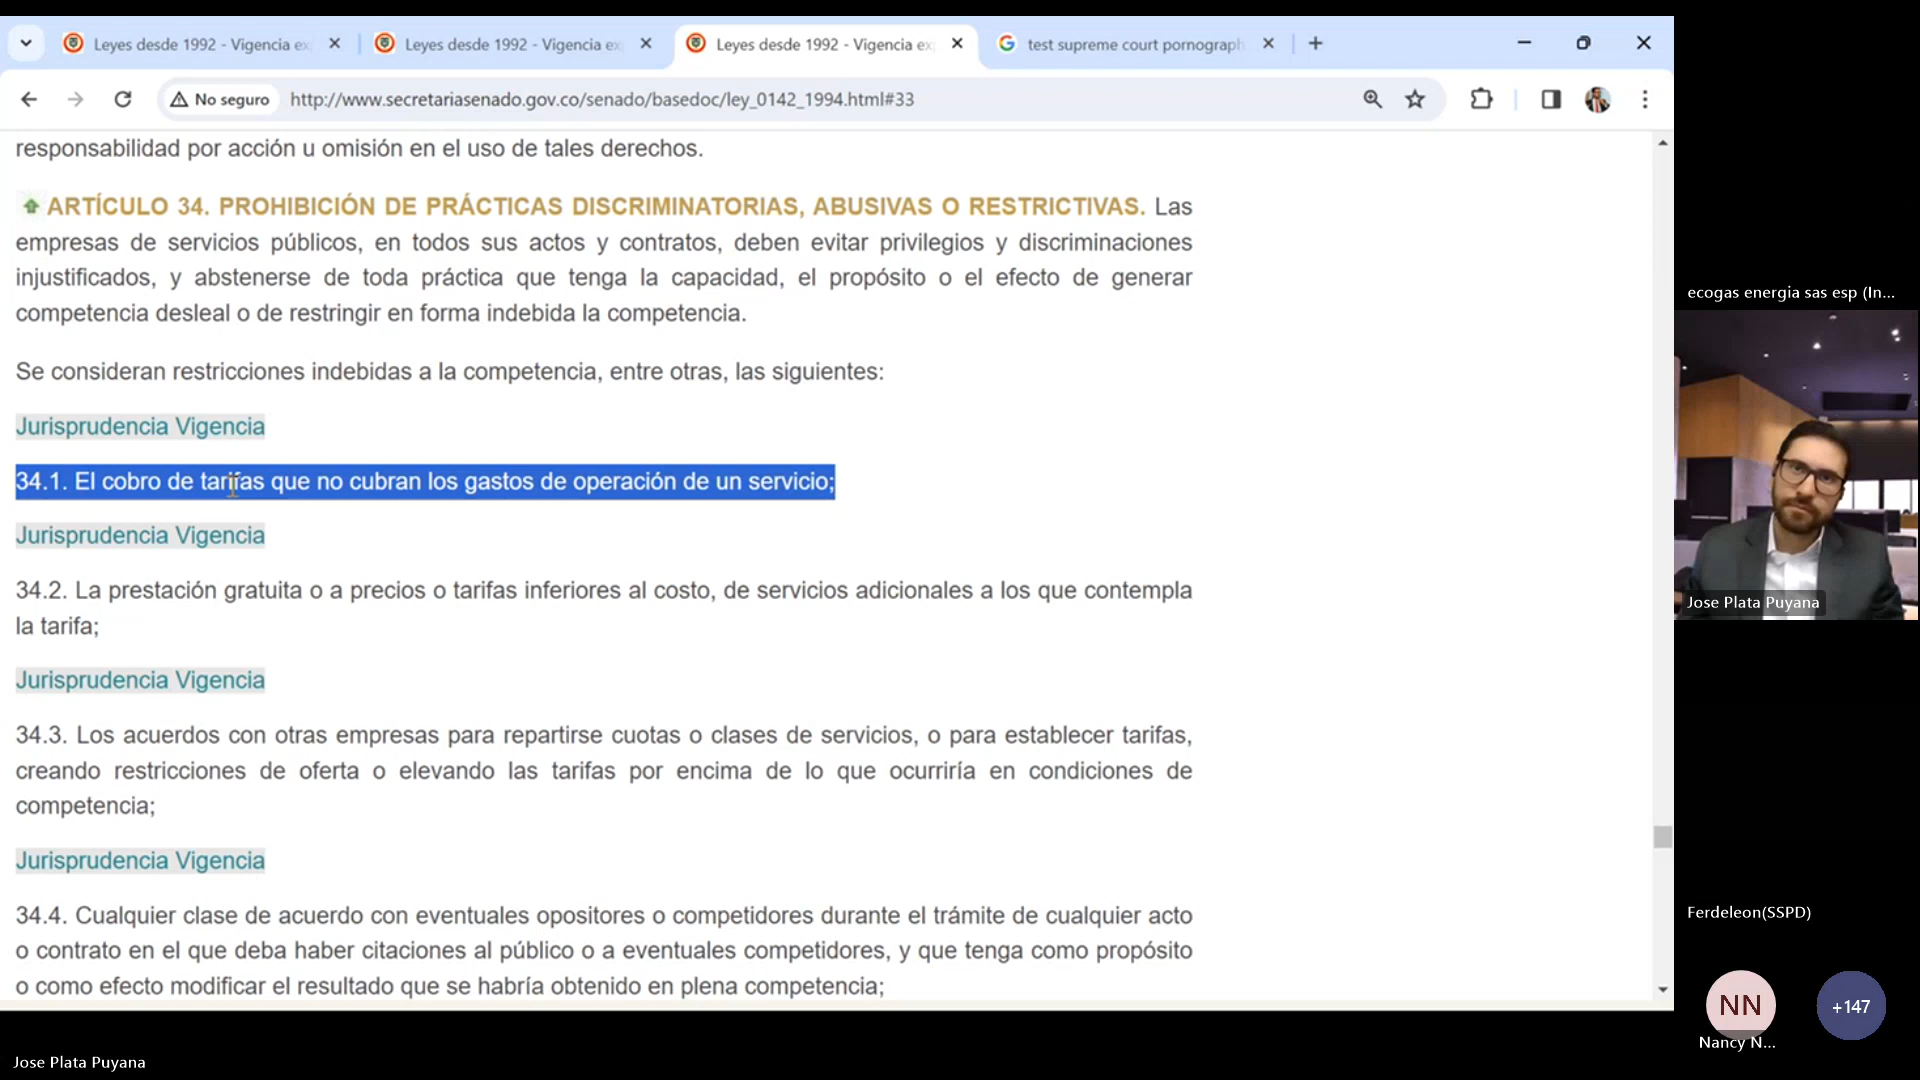 Leyes desde 1992 - Vigencia ex
Leyes desde 1992 - Vigencia ex
Leyes desde 1992 - Vigencia ex
test supreme court pornograph
No seguro
http://www.secretariasenado.gov.co/senado/basedoc/ley_0142_1994.html#33
responsabilidad por acción u omisión en el uso de tales derechos.
ARTÍCULO 34. PROHIBICIÓN DE PRÁCTICAS DISCRIMINATORIAS, ABUSIVAS O RESTRICTIVAS. Las
empresas de servicios públicos, en todos sus actos y contratos, deben evitar privilegios y discriminaciones
injustificados, y abstenerse de toda práctica que tenga la capacidad, el propósito o el efecto de generar
competencia desleal o de restringir en forma indebida la competencia.
Se consideran restricciones indebidas a la competencia, entre otras, las siguientes:
Jurisprudencia Vigencia
34.1. El cobro de tarifas que no cubran los gastos de operación de un servicio;
Jurisprudencia Vigencia
34.2. La prestación gratuita o a precios o tarifas inferiores al costo, de servicios adicionales a los que contempla
la tarifa;
Jurisprudencia Vigencia
34.3. Los acuerdos con otras empresas para repartirse cuotas o clases de servicios, o para establecer tarifas,
creando restricciones de oferta o elevando las tarifas por encima de lo que ocurriría en condiciones de
competencia;
Jurisprudencia Vigencia
34.4. Cualquier clase de acuerdo con eventuales opositores o competidores durante el trámite de cualquier acto
o contrato en el que deba haber citaciones al público o a eventuales competidores, y que tenga como propósito
o como efecto modificar el resultado que se habría obtenido en plena competencia;
ecogas energia sas esp (In...
Jose Plata Puyana
Ferdeleon(SSPD)
NN
+147
Nancy N...
Jose Plata Puyana